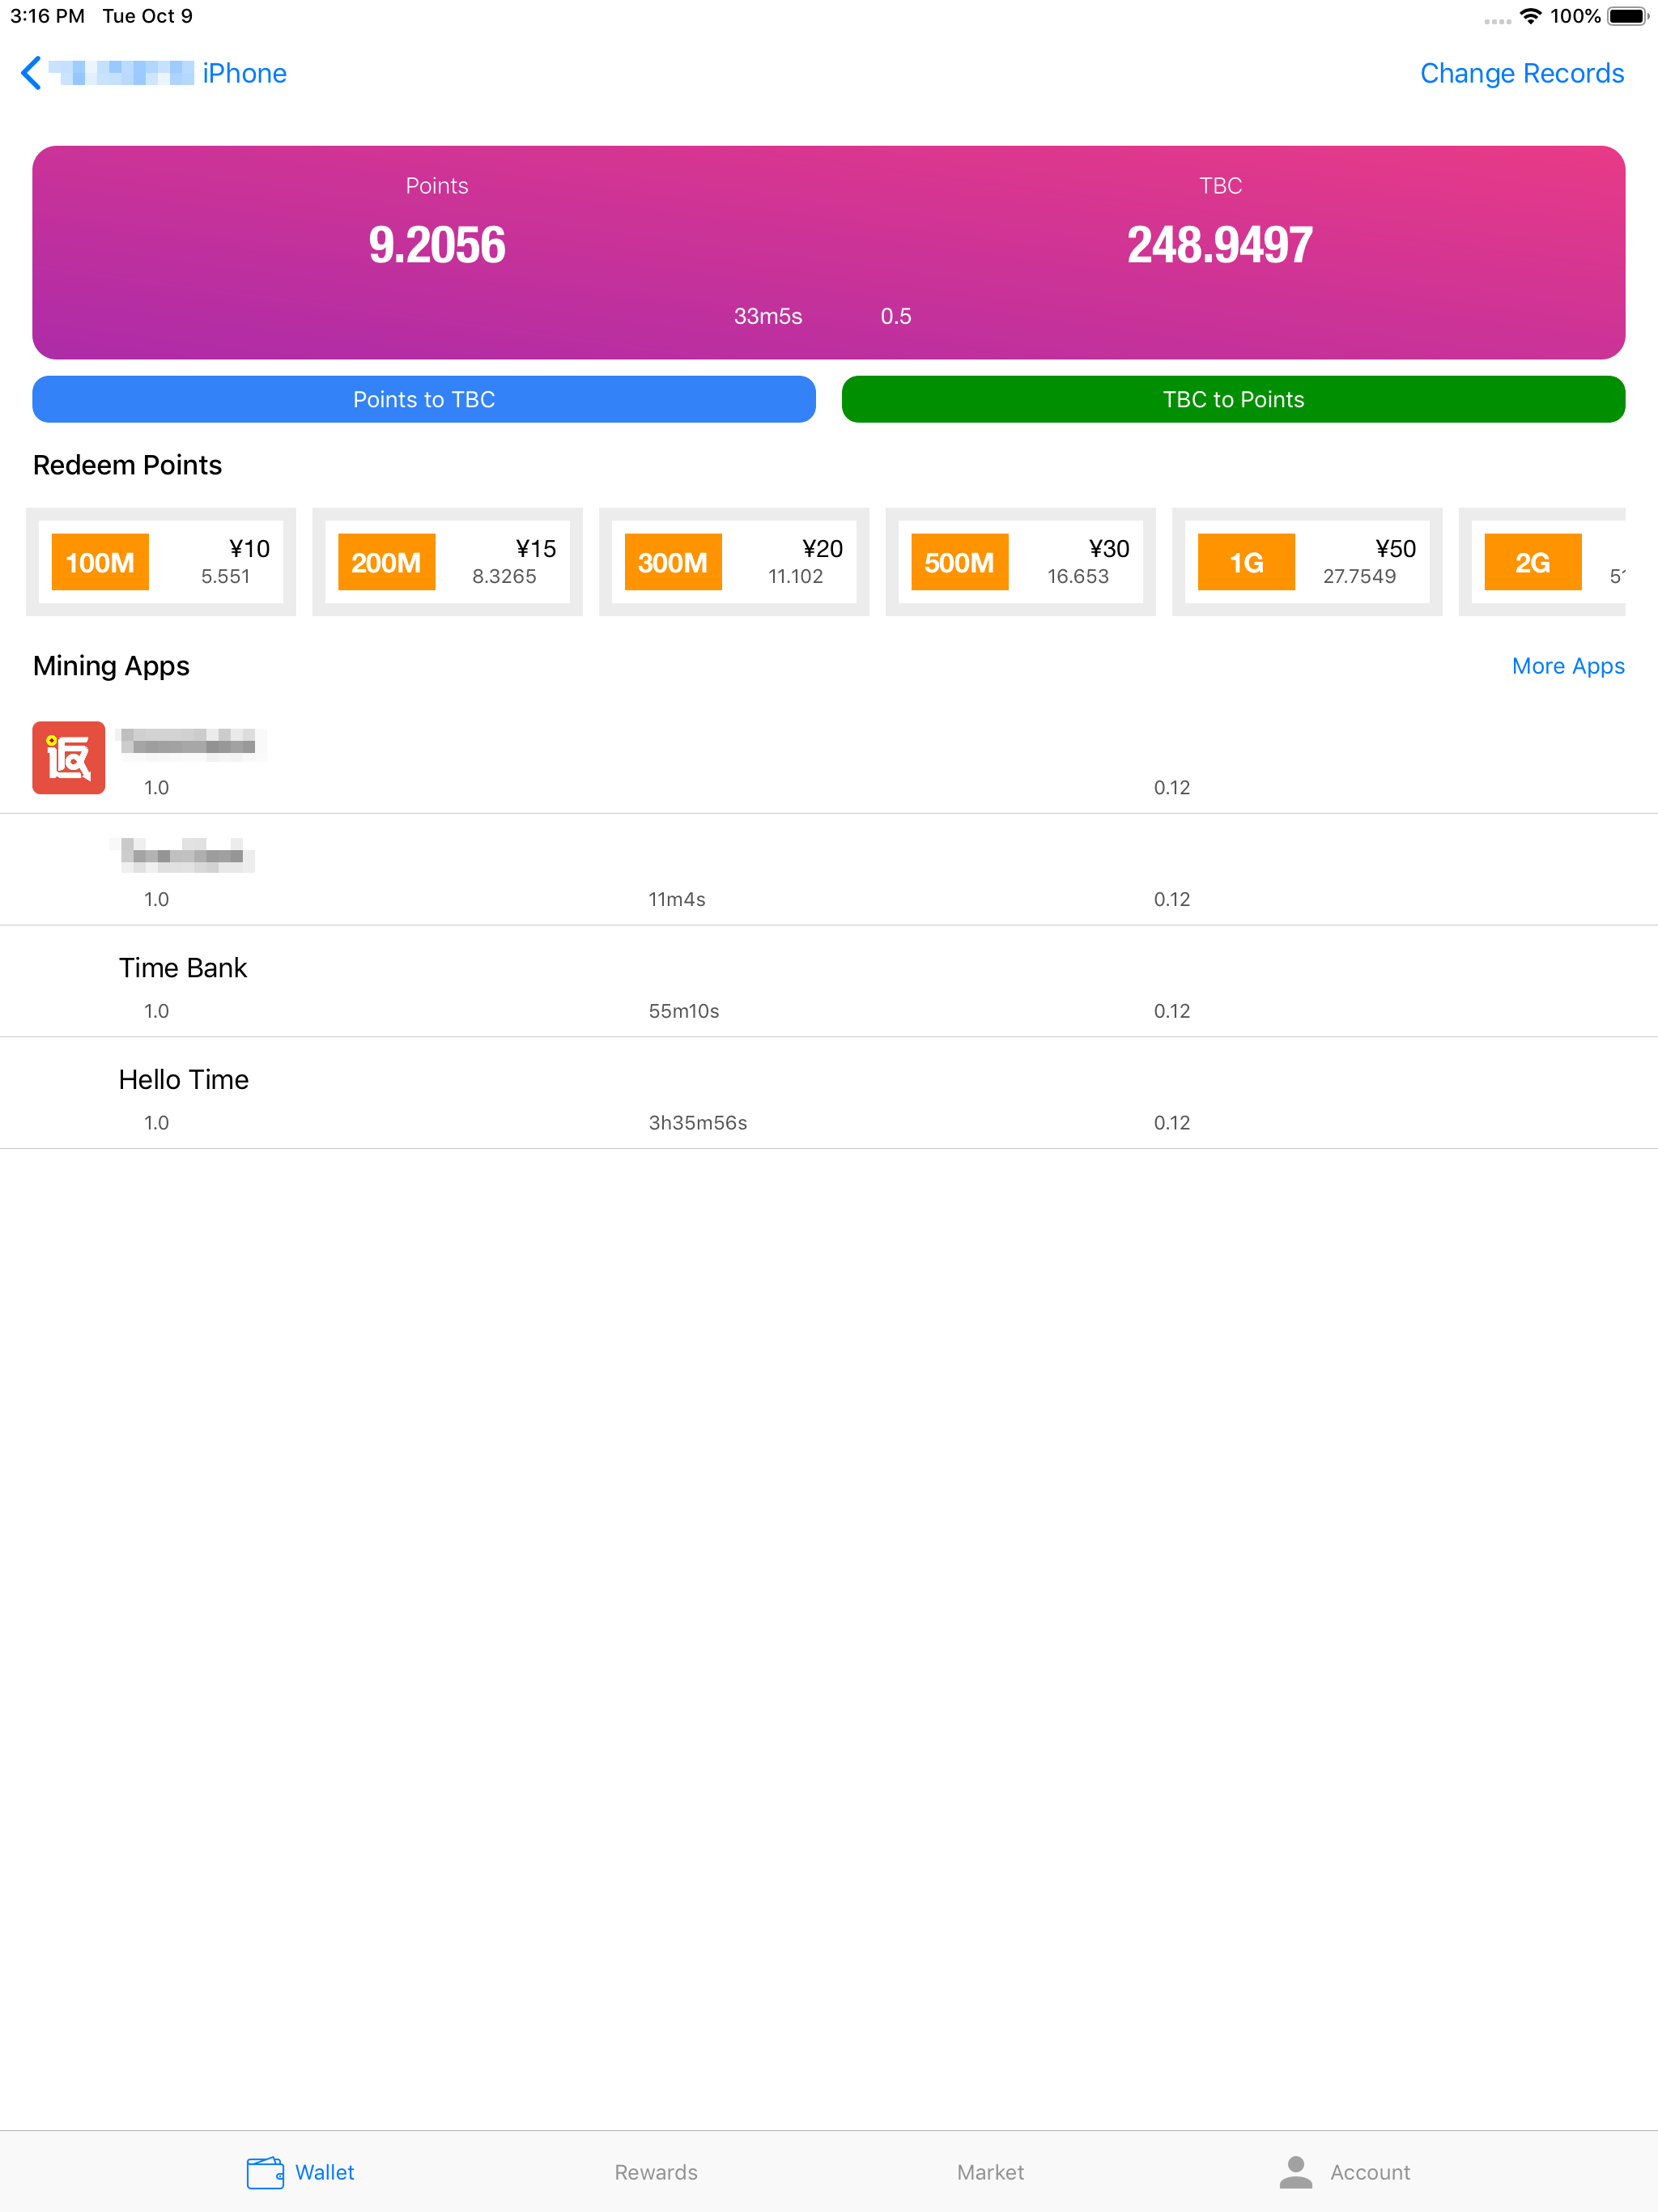 3:16 PM Tue Oct 9 100%
iPhone Change Records
Points TBC
9.2056 248.9497
33m5s 0.5
Points to TBC TBC to Points
Redeem Points
100M ¥10 200M ¥15 300M ¥20 500M ¥30 1G ¥50 2G
5.551 8.3265 11.102 16.653 27.7549
Mining Apps More Apps
1.0 0.12
1.0 11m4s 0.12
Time Bank
1.0 55m10s 0.12
Hello Time
1.0 3h35m56s 0.12
Wallet Rewards Market Account